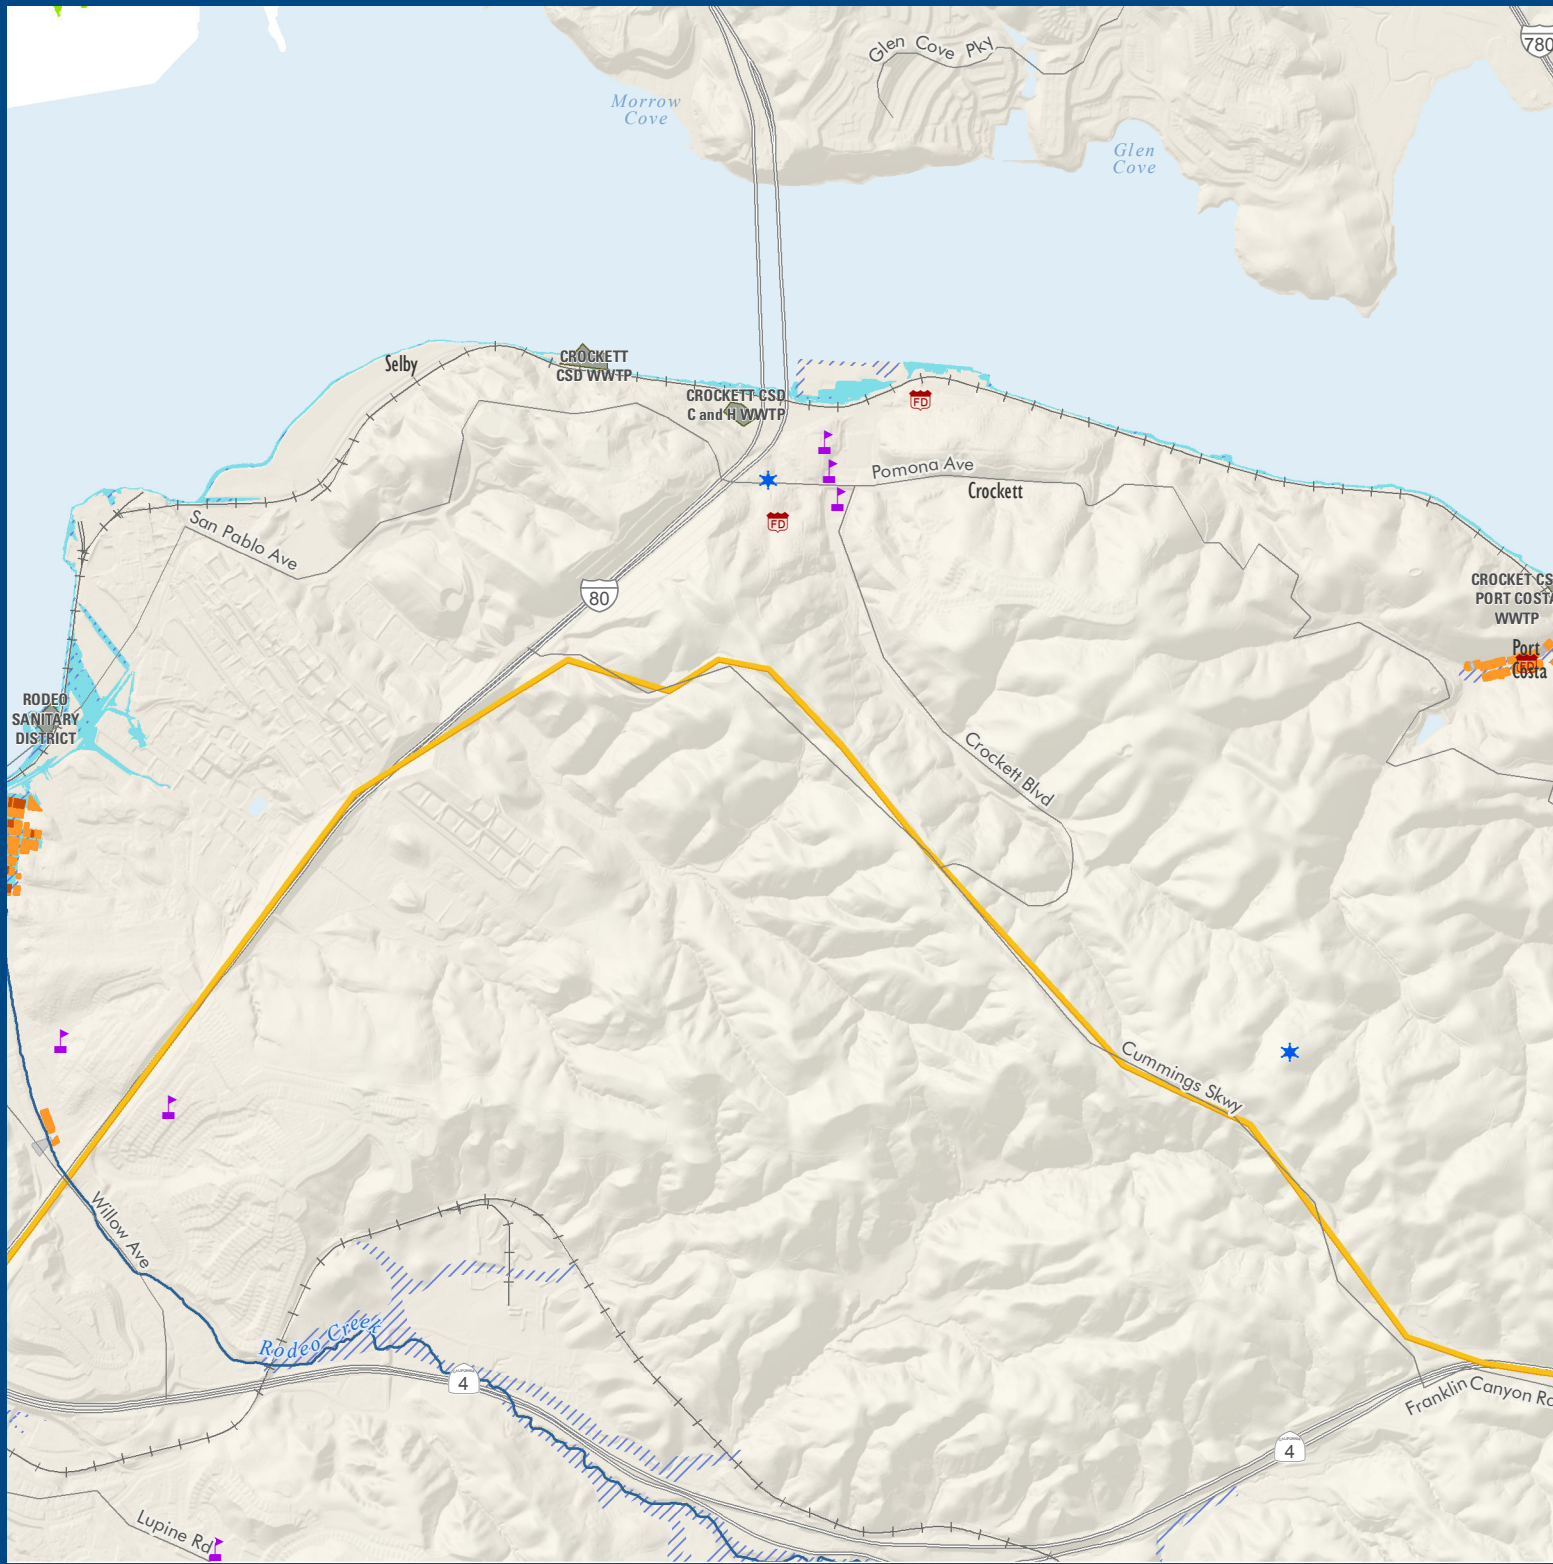 780
Glen Cove Pky
Morrow
Cove
Glen
Cove
Selby
CROCKETT
CSD WWTP
CROCKETT CSD
C and H WWTP
FD
Pomona Ave
Crockett
San Pablo Ave
FD
80
CROCKET CS
PORT COSTA
WWTP
Port
FD
Costa
RODEO
SANITARY
DISTRICT
Crockett Blvd
Cummings Skwy
Willow Ave
Rodeo Creek
4
Franklin Canyon Rd
4
Lupine Rd